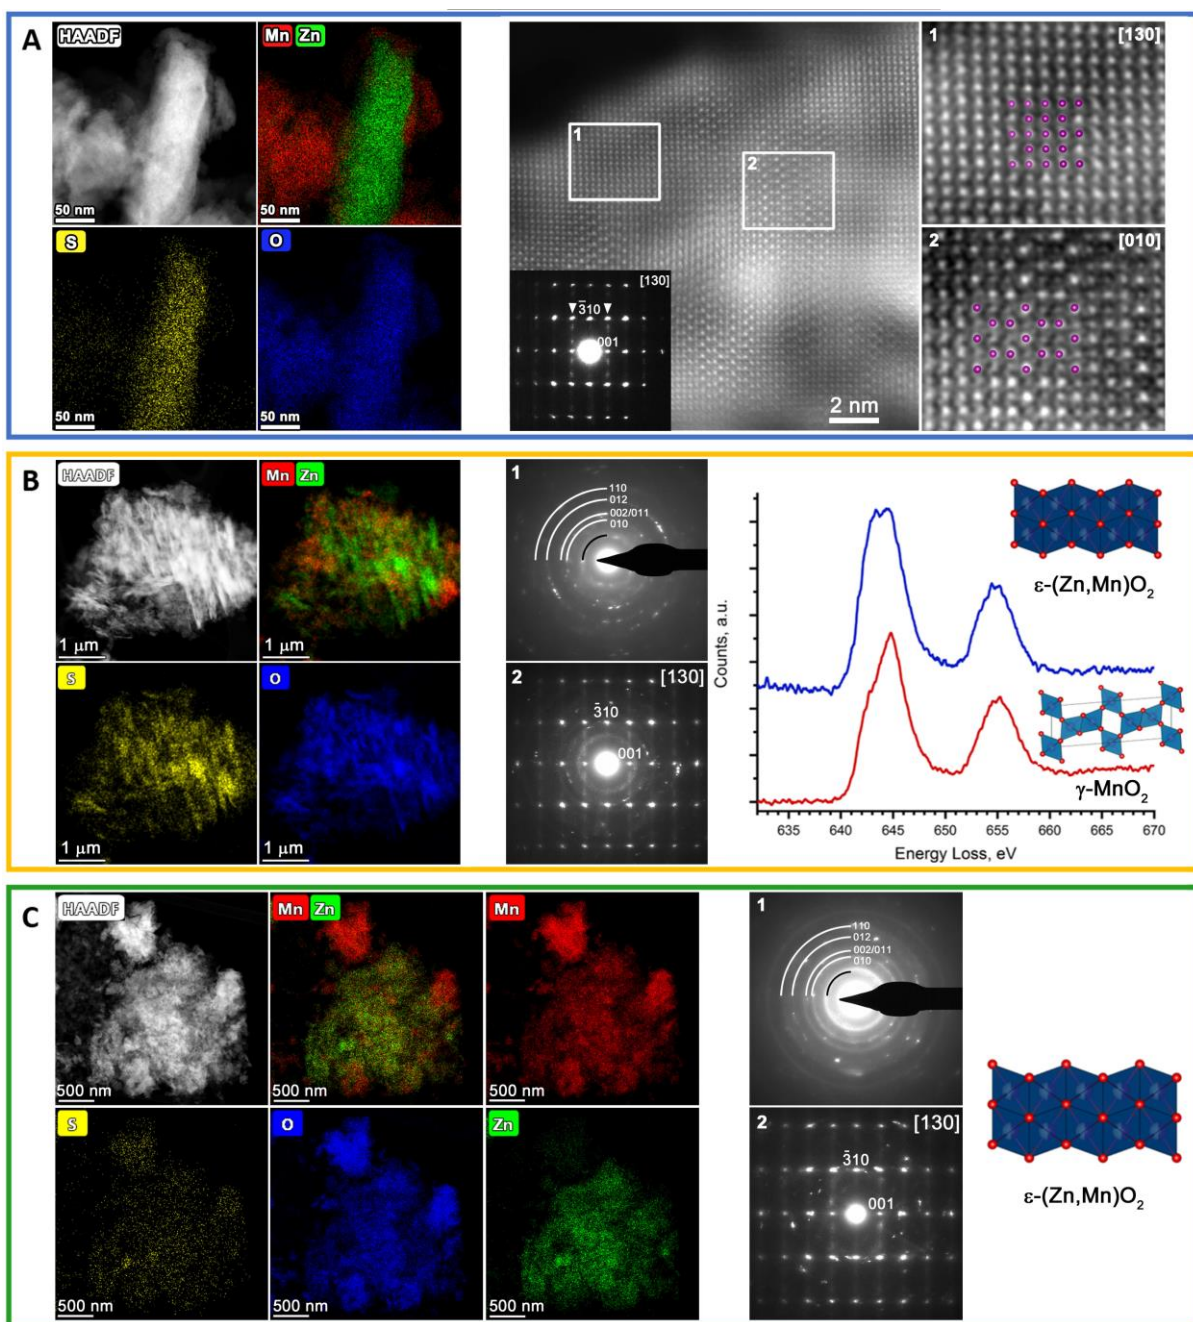 A
HAADF
Mn Zn
50 nm
50 nm
S
O
50 nm
50 nm
1
2
[130]
3̄10
001
2 nm
1
[130]
2
[010]
B
HAADF
Mn Zn
1 μm
1 μm
S
O
1 μm
1 μm
1
110
012
002/011
010
2
[130]
3̄10
001
Counts, a.u.
635
640
645
650
655
660
665
670
Energy Loss, eV
ε-(Zn,Mn)O₂
γ-MnO₂
C
HAADF
Mn Zn
Mn
500 nm
500 nm
500 nm
S
O
Zn
500 nm
500 nm
500 nm
1
110
012
002/011
010
2
[130]
3̄10
001
ε-(Zn,Mn)O₂